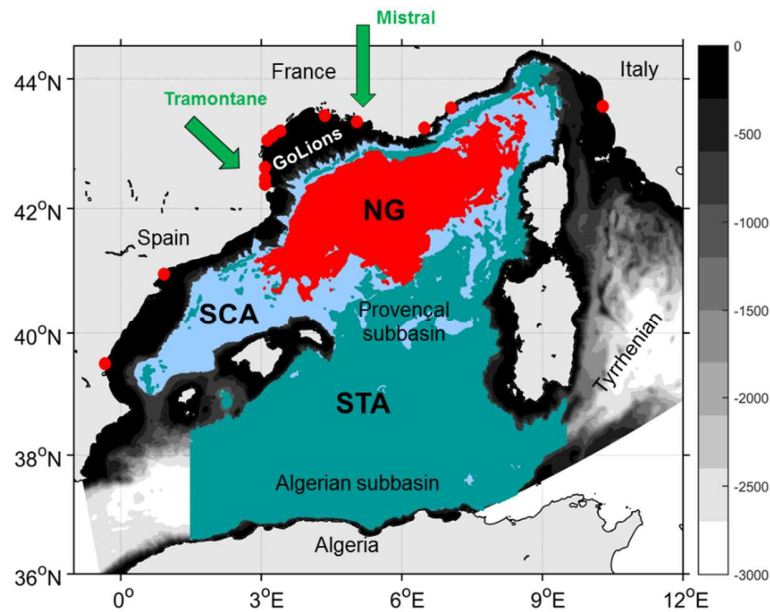 Mistral
0
44°N
France
Italy
Tramontane
-500
GoLions
42°N
NG
-1000
Spain
-1500
SCA
Provençal
subbasin
40°N
Tyrrhenian
-2000
STA
38°N
-2500
Algerian subbasin
Algeria
36°N
-3000
0°
3°E
6°E
9°E
12°E